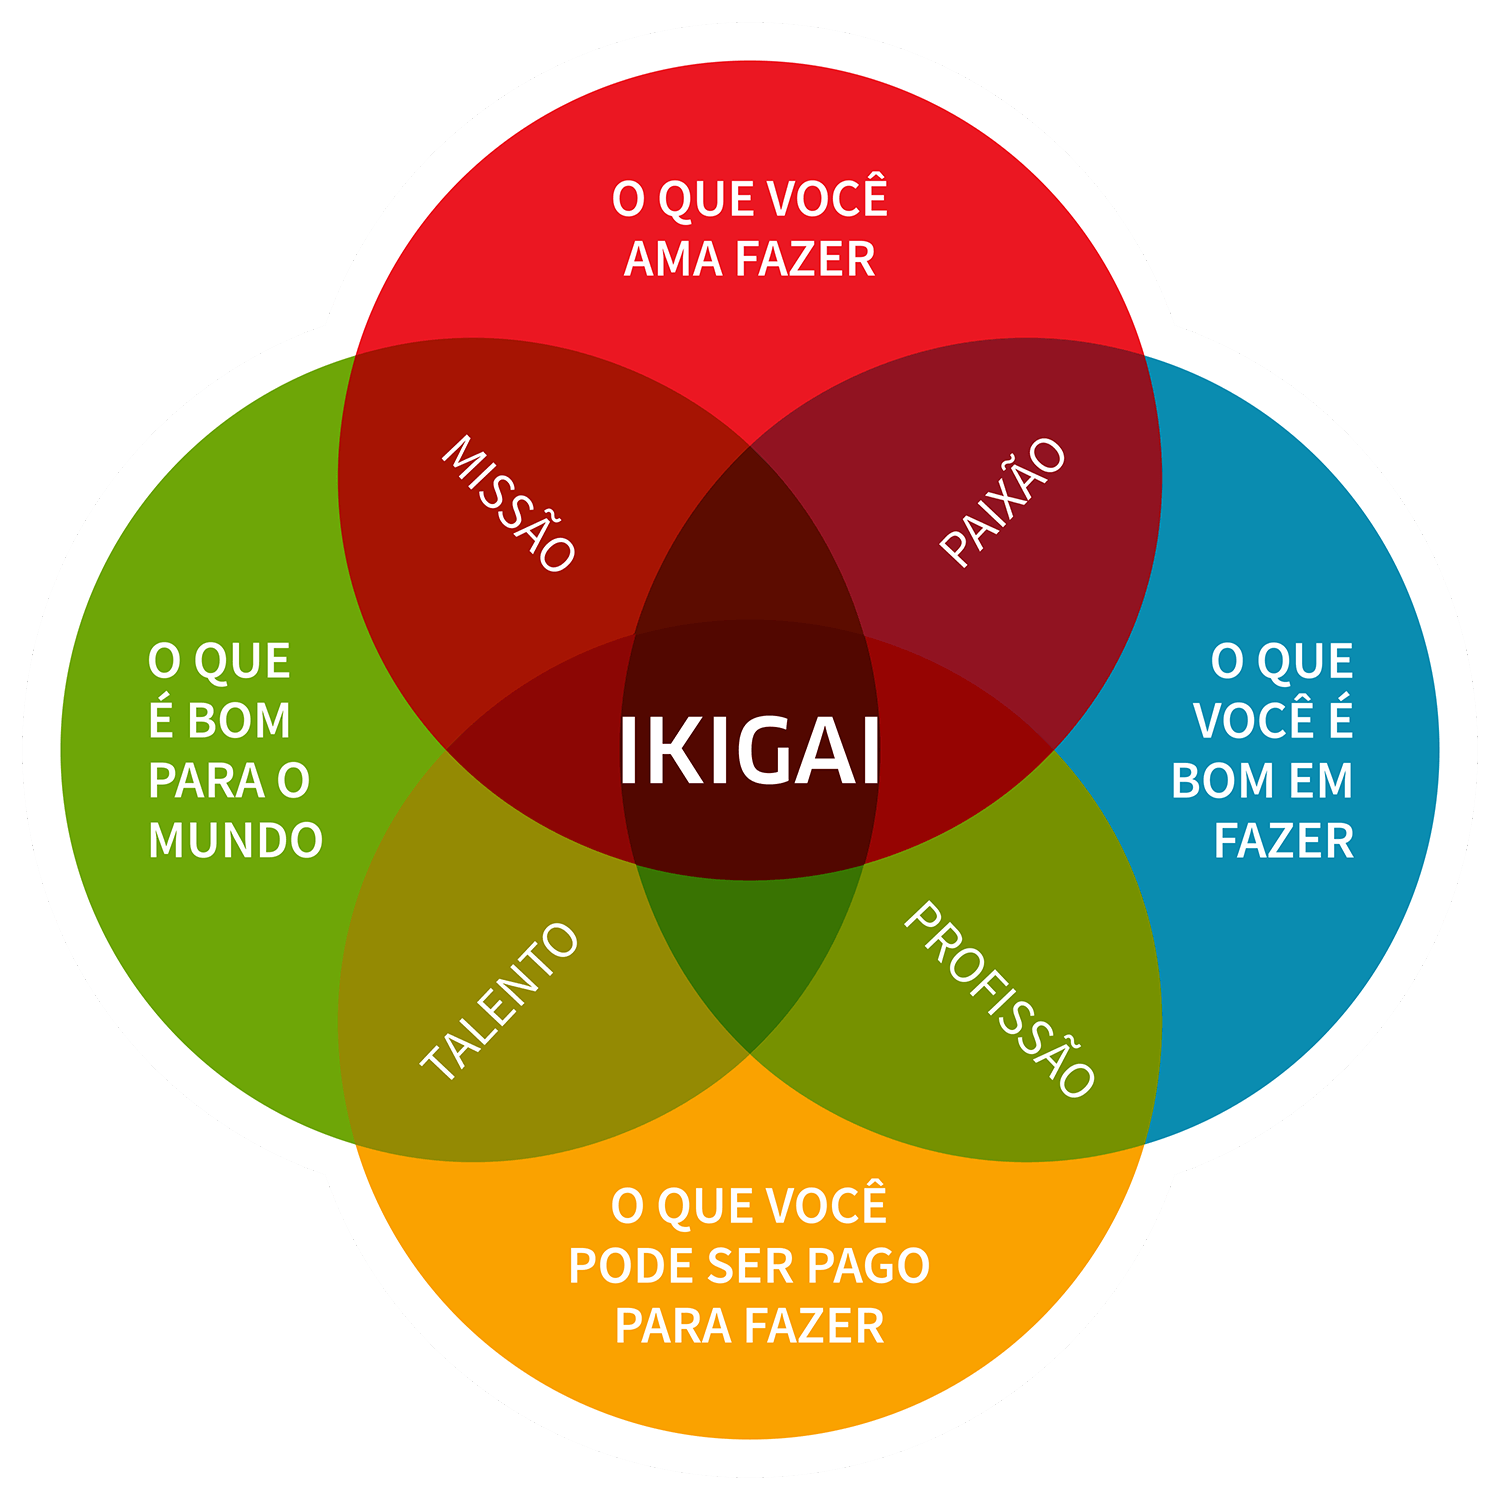 O QUE VOCÊ
AMA FAZER
MISSÃO
PAIXÃO
O QUE
É BOM
PARA O
MUNDO
IKIGAI
O QUE
VOCÊ É
BOM EM
FAZER
TALENTO
PROFISSÃO
O QUE VOCÊ
PODE SER PAGO
PARA FAZER